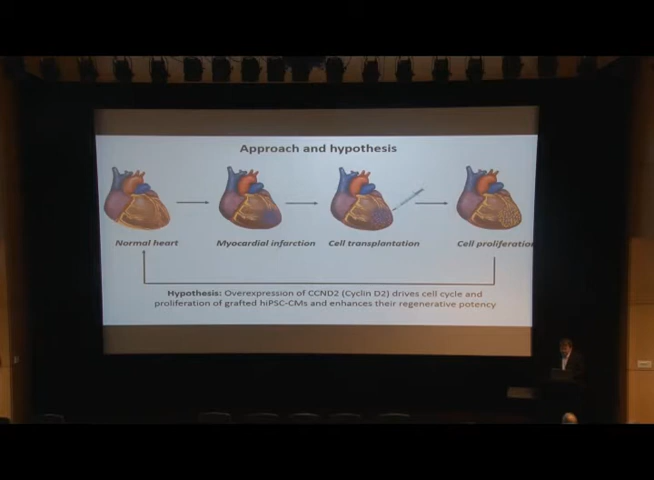 Approach and hypothesis
Normal heart
Myocardial infarction
Cell transplantation
Cell proliferation
Hypothesis: Overexpression of CCND2 (Cyclin D2) drives cell cycle and
proliferation of grafted hiPSC-CMs and enhances their regenerative potency